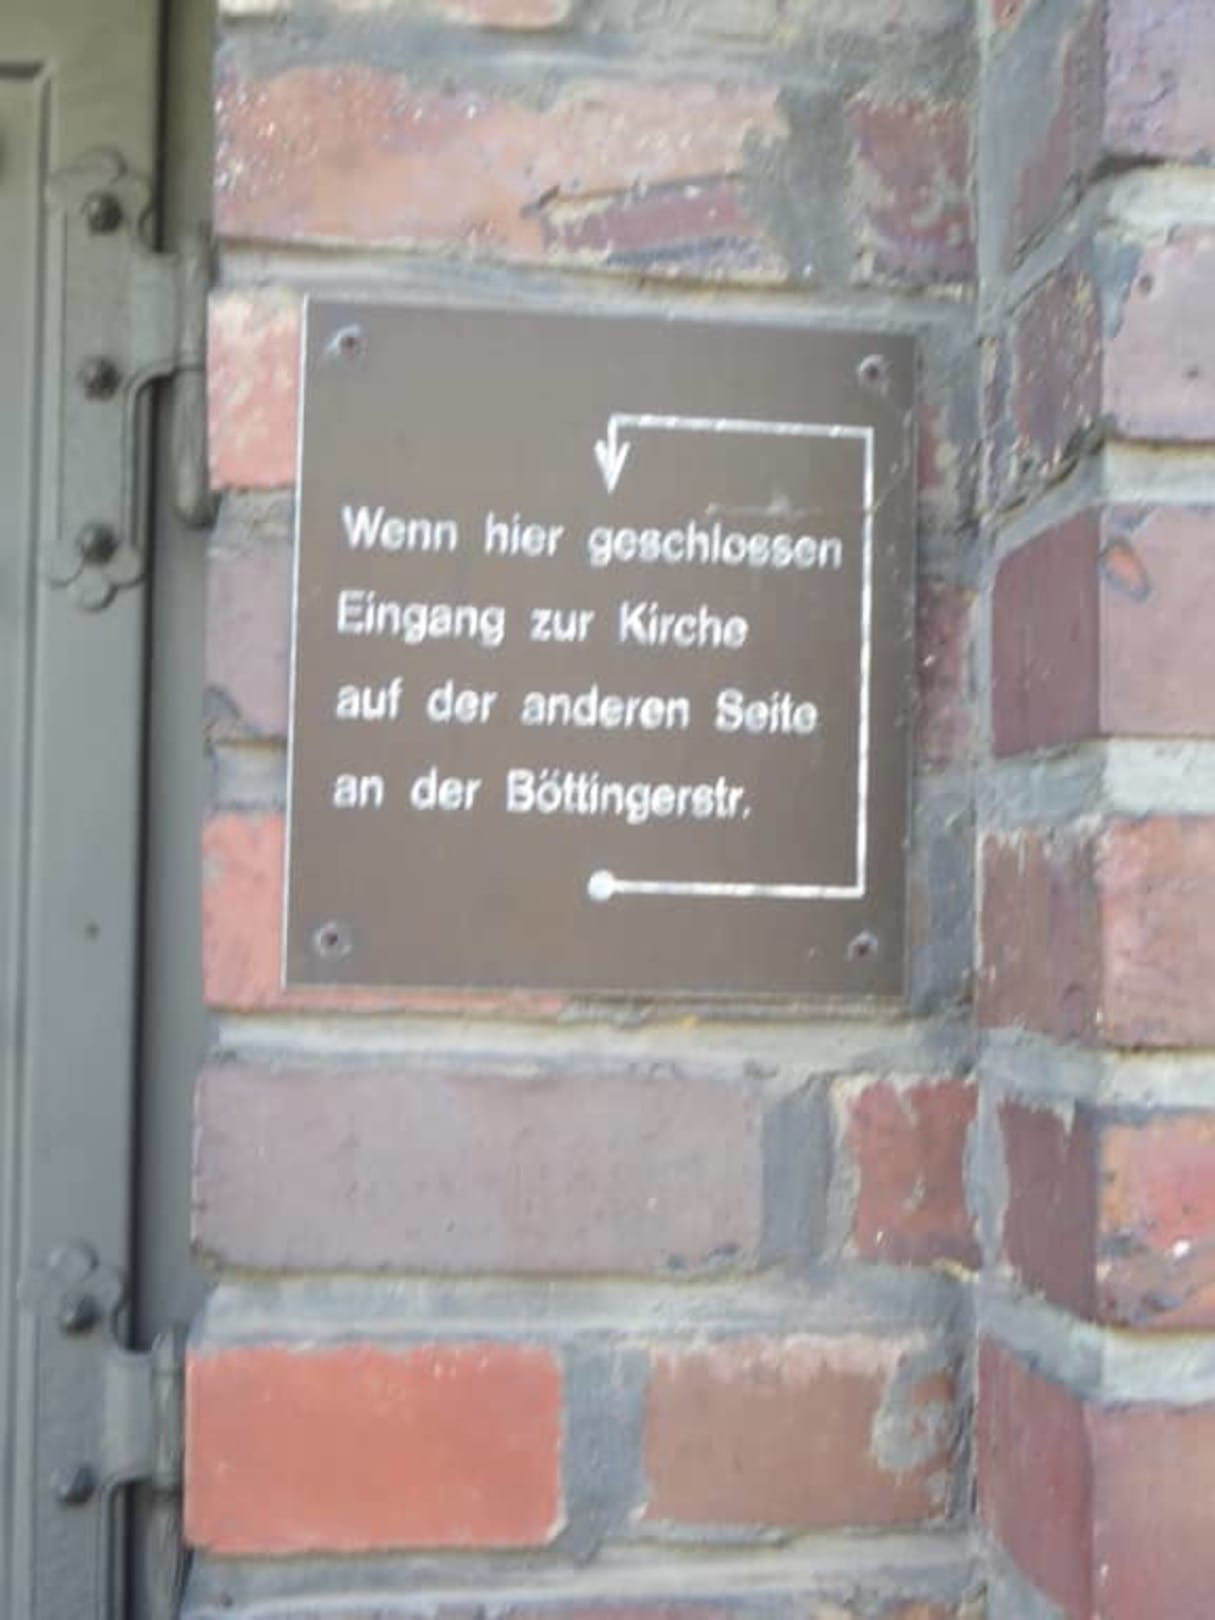 Wenn hier geschlossen
Eingang zur Kirche
auf der anderen Seite
an der Böttingerstr.